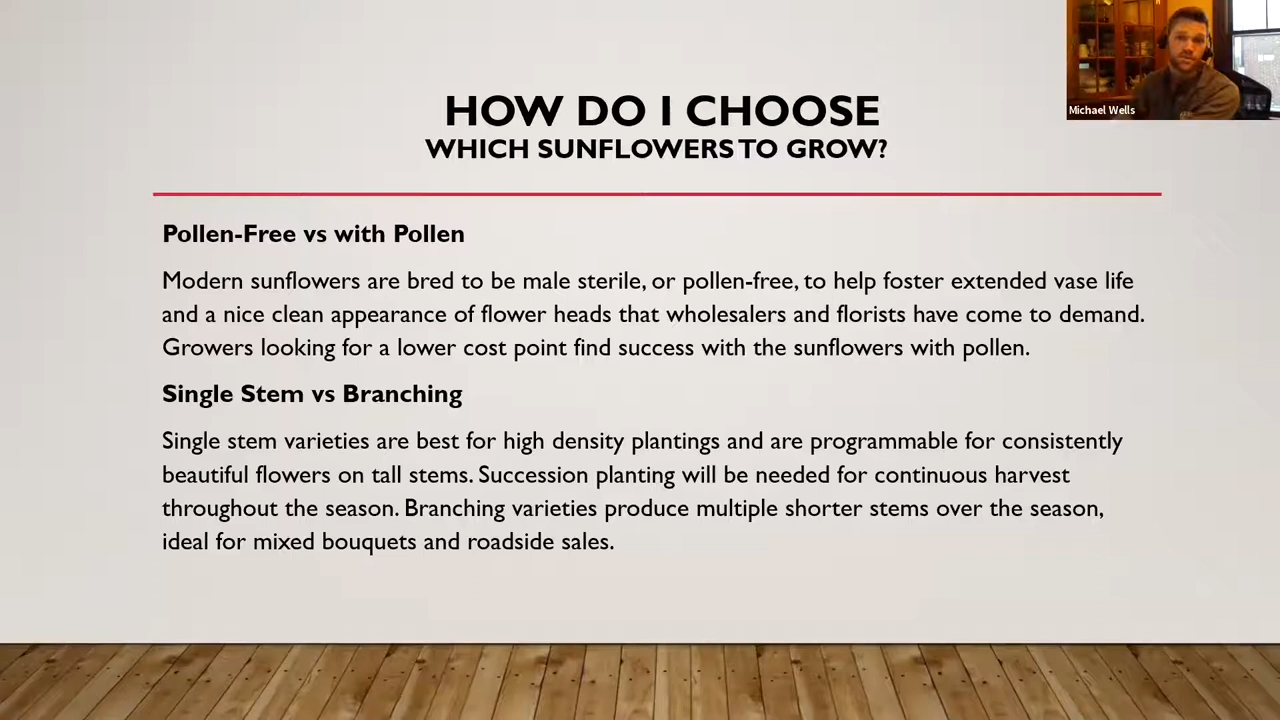 Michael Wells
HOW DO I CHOOSE
WHICH SUNFLOWERS TO GROW?
Pollen-Free vs with Pollen
Modern sunflowers are bred to be male sterile, or pollen-free, to help foster extended vase life
and a nice clean appearance of flower heads that wholesalers and florists have come to demand.
Growers looking for a lower cost point find success with the sunflowers with pollen.
Single Stem vs Branching
Single stem varieties are best for high density plantings and are programmable for consistently
beautiful flowers on tall stems. Succession planting will be needed for continuous harvest
throughout the season. Branching varieties produce multiple shorter stems over the season,
ideal for mixed bouquets and roadside sales.